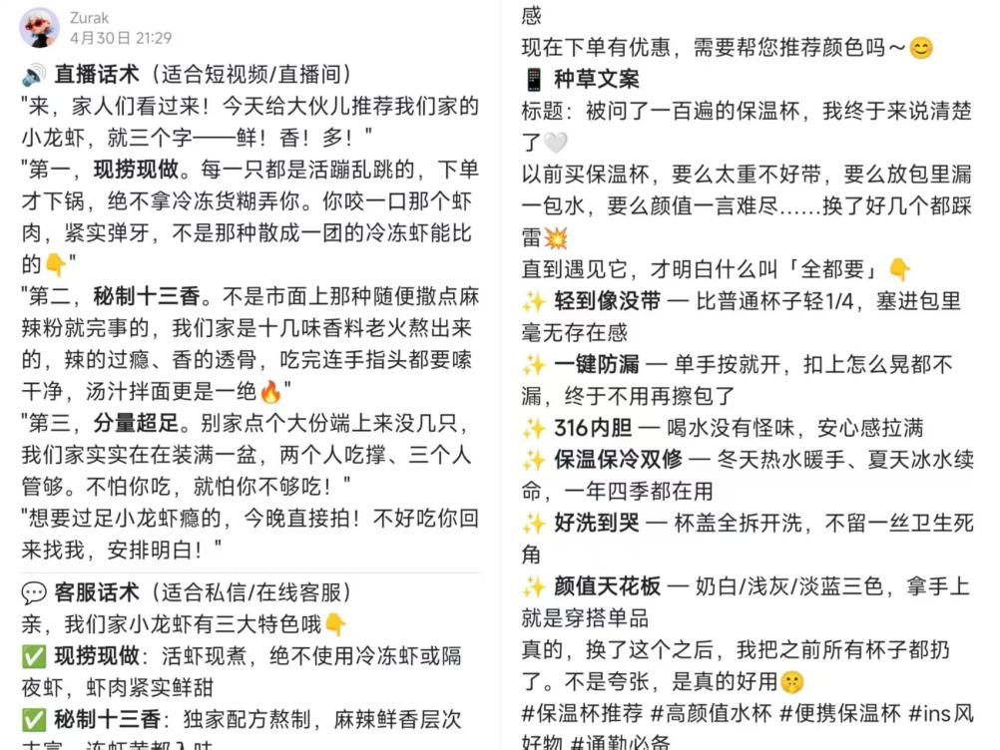 Zurak
4月30日 21:29
🔊 直播话术（适合短视频/直播间）
"来，家人们看过来！今天给大伙儿推荐我们家的
小龙虾，就三个字——鲜！香！多！"
"第一，现捞现做。每一只都是活蹦乱跳的，下单
才下锅，绝不拿冷冻货糊弄你。你咬一口那个虾
肉，紧实弹牙，不是那种散成一团的冷冻虾能比
的👇"
"第二，秘制十三香。不是市面上那种随便撒点麻
辣粉就完事的，我们家是十几味香料老火熬出来
的，辣的过瘾、香的透骨，吃完连手指头都要嗦
干净，汤汁拌面更是一绝🔥"
"第三，分量超足。别家点个大份端上来没几只，
我们家实实在在装满一盆，两个人吃撑、三个人
管够。不怕你吃，就怕你不够吃！"
"想要过足小龙虾瘾的，今晚直接拍！不好吃你回
来找我，安排明白！"
💬 客服话术（适合私信/在线客服）
亲，我们家小龙虾有三大特色哦👇
✅ 现捞现做：活虾现煮，绝不使用冷冻虾或隔
夜虾，虾肉紧实鲜甜
✅ 秘制十三香：独家配方熬制，麻辣鲜香层次
感
现在下单有优惠，需要帮您推荐颜色吗～😊
📱 种草文案
标题：被问了一百遍的保温杯，我终于来说清楚
了🤍
以前买保温杯，要么太重不好带，要么放包里漏
一包水，要么颜值一言难尽……换了好几个都踩
雷💥
直到遇见它，才明白什么叫「全都要」👇
✨ 轻到像没带 — 比普通杯子轻1/4，塞进包里
毫无存在感
✨ 一键防漏 — 单手按就开，扣上怎么晃都不
漏，终于不用再擦包了
✨ 316内胆 — 喝水没有怪味，安心感拉满
✨ 保温保冷双修 — 冬天热水暖手、夏天冰水续
命，一年四季都在用
✨ 好洗到哭 — 杯盖全拆开洗，不留一丝卫生死
角
✨ 颜值天花板 — 奶白/浅灰/淡蓝三色，拿手上
就是穿搭单品
真的，换了这个之后，我把之前所有杯子都扔
了。不是夸张，是真的好用🤫
#保温杯推荐 #高颜值水杯 #便携保温杯 #ins风
好物 #通勤必备